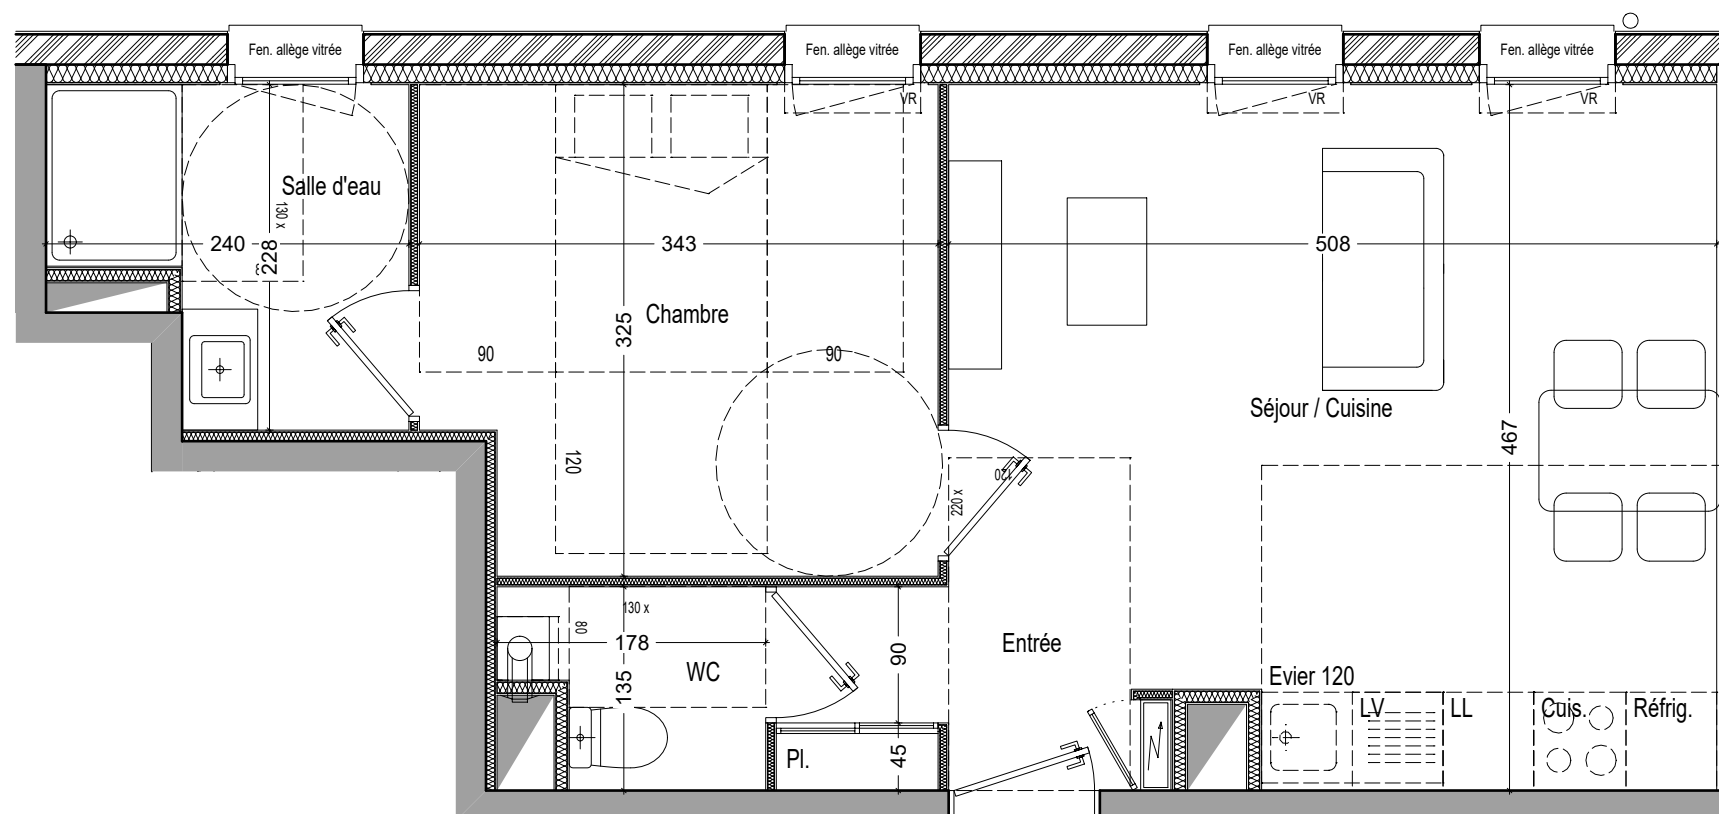 Fen. allège vitrée
Fen. allège vitrée
Fen. allège vitrée
Fen. allège vitrée
VR
VR
VR
Salle d'eau
130 x
240
228
343
508
Chambre
325
90
90
Séjour / Cuisine
467
120
220 x
120
130 x
80
178
WC
135
90
Entrée
Evier 120
LV
LL
Cuis.
Réfrig.
Pl.
45